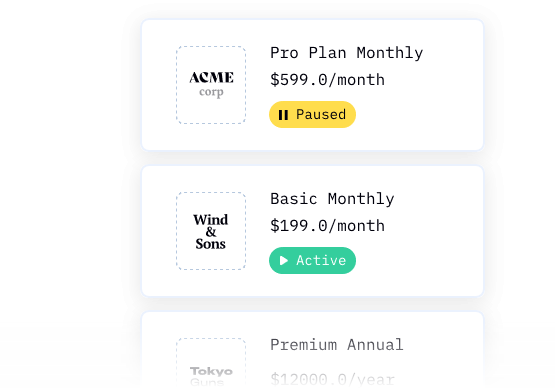 ACME
corp
Pro Plan Monthly
$599.0/month
Paused
Wind
&
Sons
Basic Monthly
$199.0/month
Active
Tokyo
Guns
Premium Annual
$12000.0/year